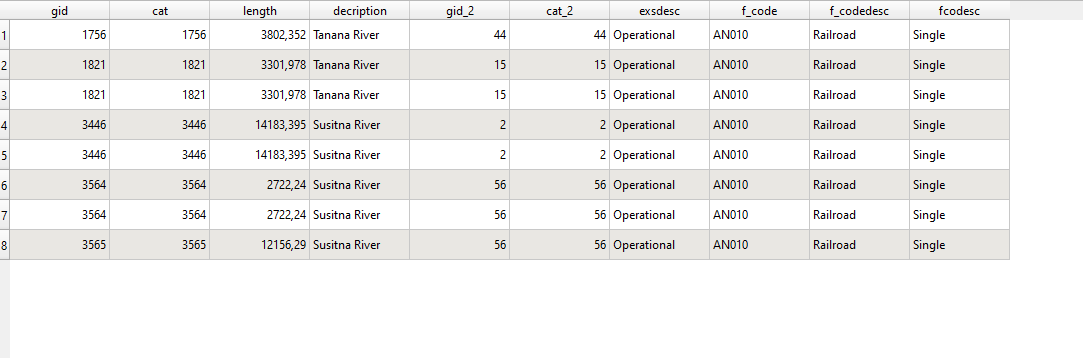 gid cat length decription gid_2 cat_2 exsdesc f_code f_codedesc fcodesc
1 1756 1756 3802,352 Tanana River 44 44 Operational AN010 Railroad Single
2 1821 1821 3301,978 Tanana River 15 15 Operational AN010 Railroad Single
3 1821 1821 3301,978 Tanana River 15 15 Operational AN010 Railroad Single
4 3446 3446 14183,395 Susitna River 2 2 Operational AN010 Railroad Single
5 3446 3446 14183,395 Susitna River 2 2 Operational AN010 Railroad Single
6 3564 3564 2722,24 Susitna River 56 56 Operational AN010 Railroad Single
7 3564 3564 2722,24 Susitna River 56 56 Operational AN010 Railroad Single
8 3565 3565 12156,29 Susitna River 56 56 Operational AN010 Railroad Single